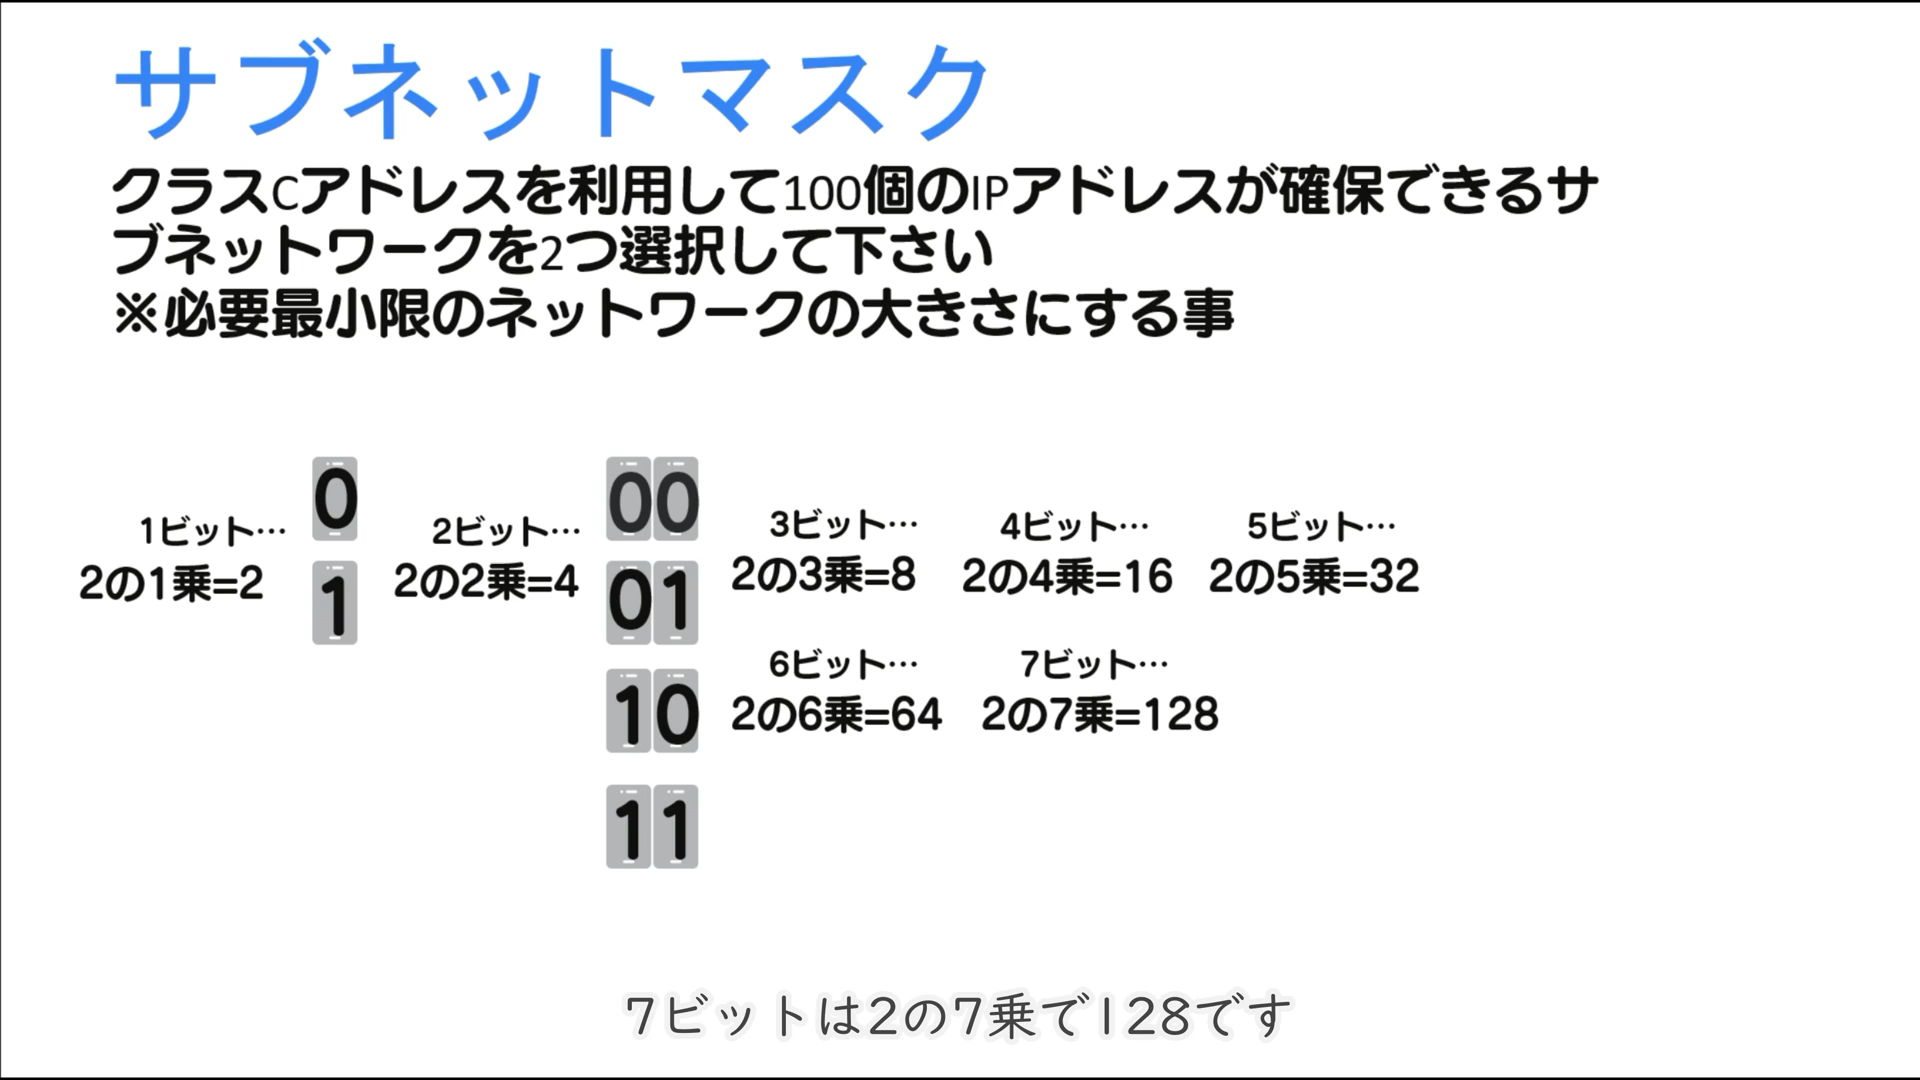 サブネットマスク
クラスCアドレスを利用して100個のIPアドレスが確保できるサ
ブネットワークを2つ選択して下さい
※必要最小限のネットワークの大きさにする事
1ビット…
2の1乗=2
0
1
2ビット…
2の2乗=4
00
01
10
11
3ビット…
2の3乗=8
4ビット…
2の4乗=16
5ビット…
2の5乗=32
6ビット…
2の6乗=64
7ビット…
2の7乗=128
7ビットは2の7乗で128です